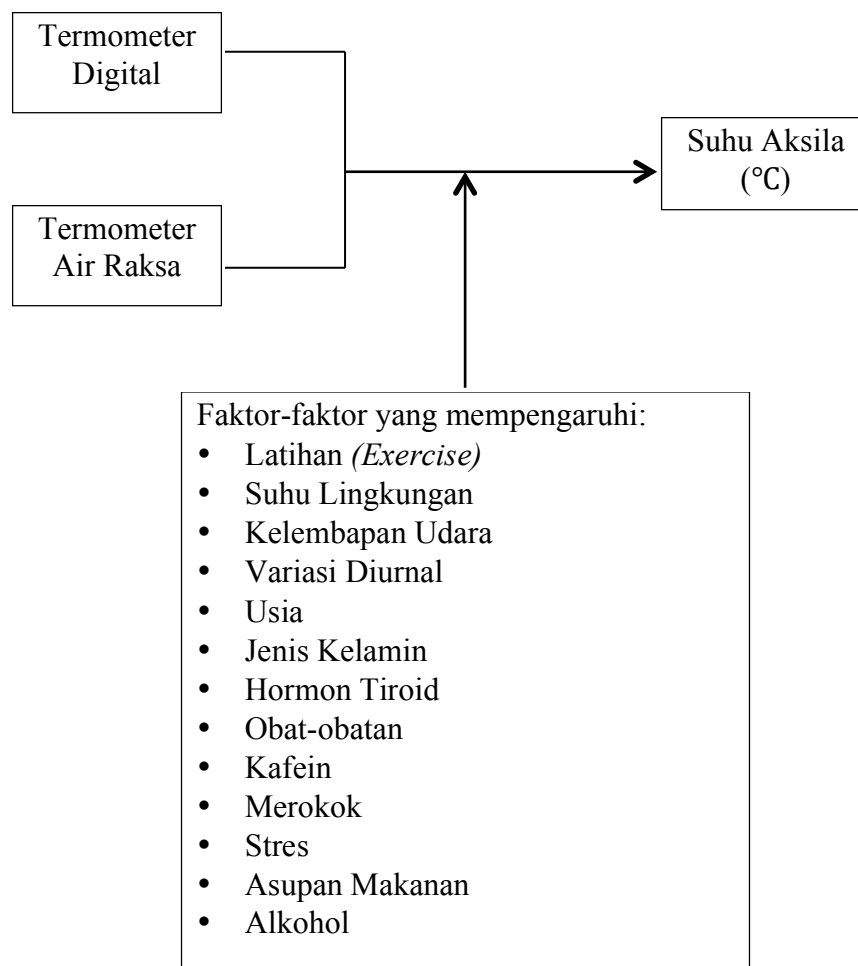 Termometer
Digital
Suhu Aksila
(°C)
Termometer
Air Raksa
Faktor-faktor yang mempengaruhi:
• Latihan (Exercise)
• Suhu Lingkungan
• Kelembapan Udara
• Variasi Diurnal
• Usia
• Jenis Kelamin
• Hormon Tiroid
• Obat-obatan
• Kafein
• Merokok
• Stres
• Asupan Makanan
• Alkohol